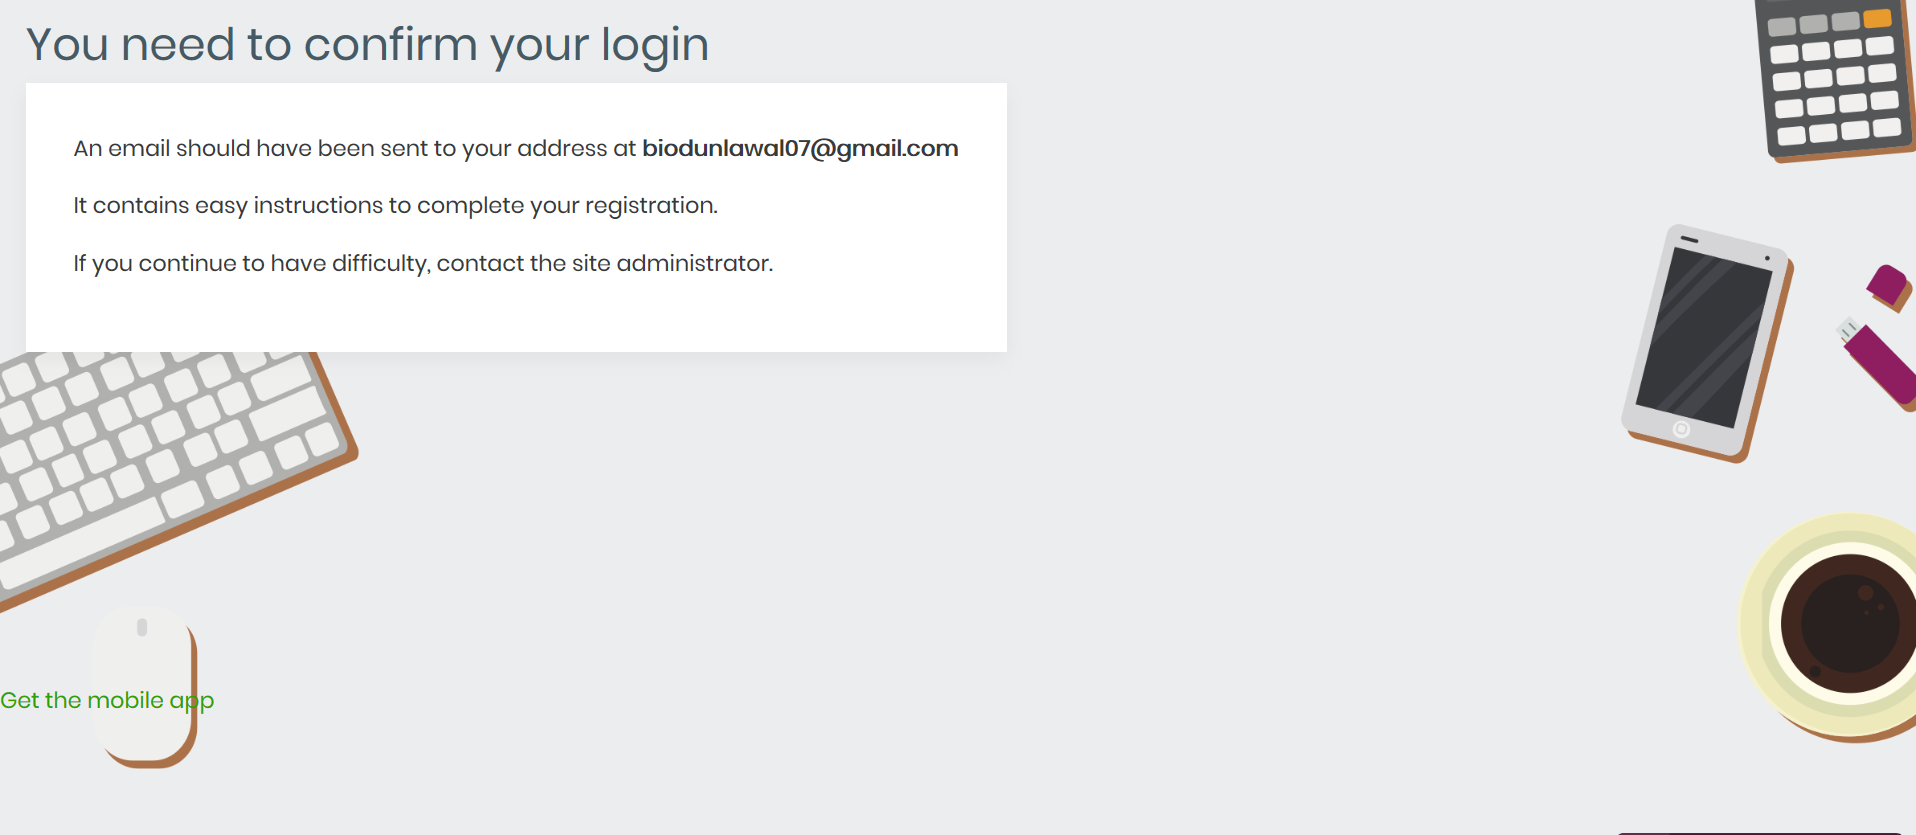 You need to confirm your login
An email should have been sent to your address at biodunlawal07@gmail.com
It contains easy instructions to complete your registration.
If you continue to have difficulty, contact the site administrator.
Get the mobile app